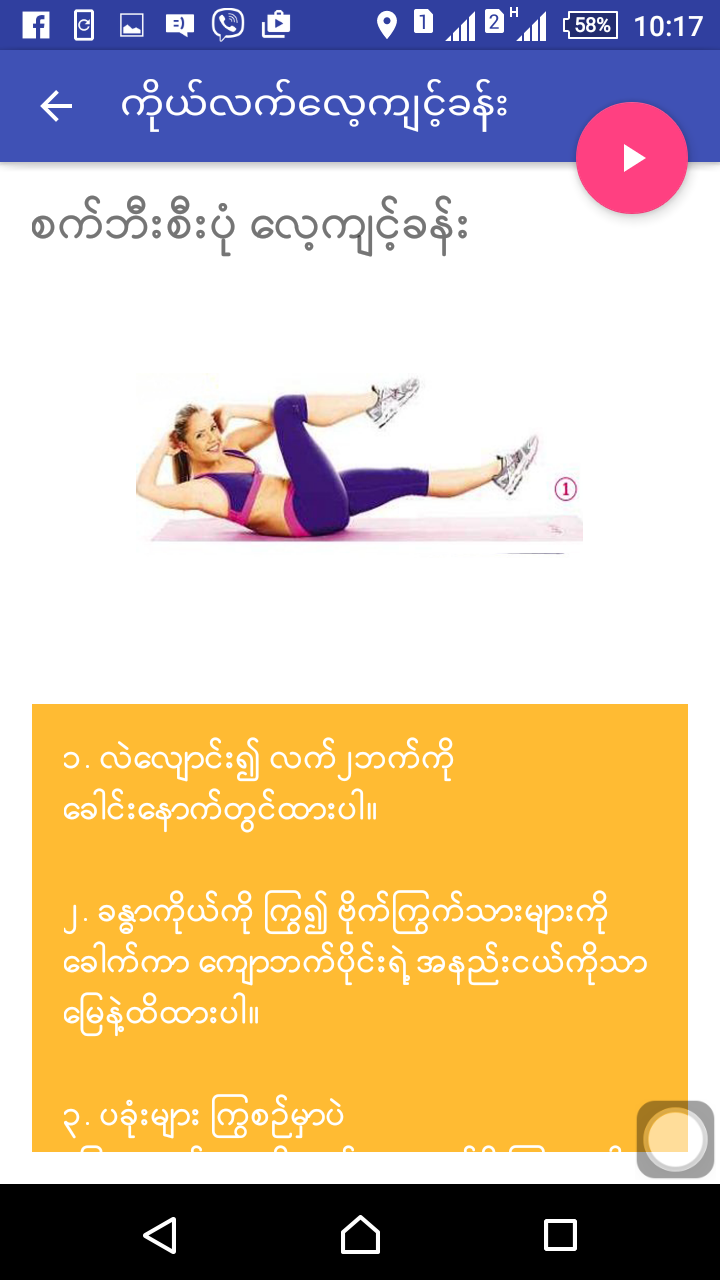 1
2
H
58%
10:17
ကိုယ်လက်လေ့ကျင့်ခန်း
စက်ဘီးစီးပုံ လေ့ကျင့်ခန်း
1
၁. လဲလျောင်း၍ လက်၂ဘက်ကို
ခေါင်းနောက်တွင်ထားပါ။
၂. ခန္ဓာကိုယ်ကို ကြွ၍ ဗိုက်ကြွက်သားများကို
ခေါက်ကာ ကျောဘက်ပိုင်းရဲ့ အနည်းငယ်ကိုသာ
မြေနဲ့ထိထားပါ။
၃. ပခုံးများ ကြွစဉ်မှာပဲ